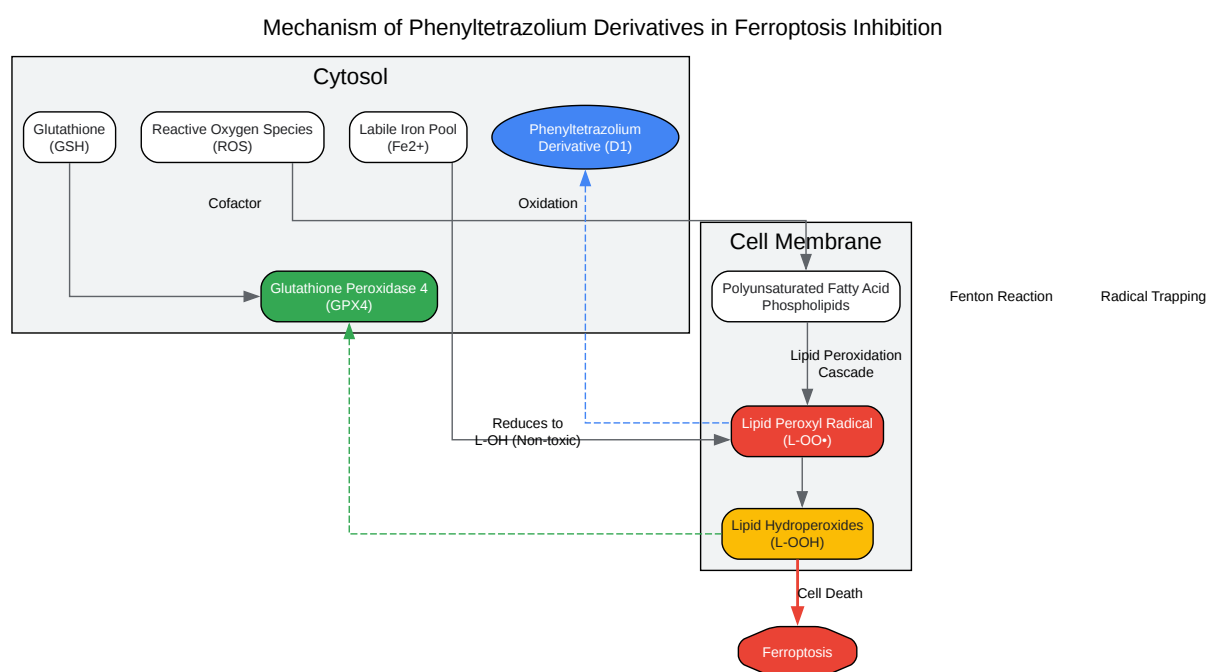 Mechanism of Phenyltetrazolium Derivatives in Ferroptosis Inhibition
Cytosol
Glutathione
(GSH)
Reactive Oxygen Species
(ROS)
Labile Iron Pool
(Fe2+)
Phenyltetrazolium
Derivative (D1)
Cofactor
Oxidation
Cell Membrane
Glutathione Peroxidase 4
(GPX4)
Polyunsaturated Fatty Acid
Phospholipids
Fenton Reaction
Radical Trapping
Lipid Peroxidation
Cascade
Reduces to
L-OH (Non-toxic)
Lipid Peroxyl Radical
(L-OO•)
Lipid Hydroperoxides
(L-OOH)
Cell Death
Ferroptosis